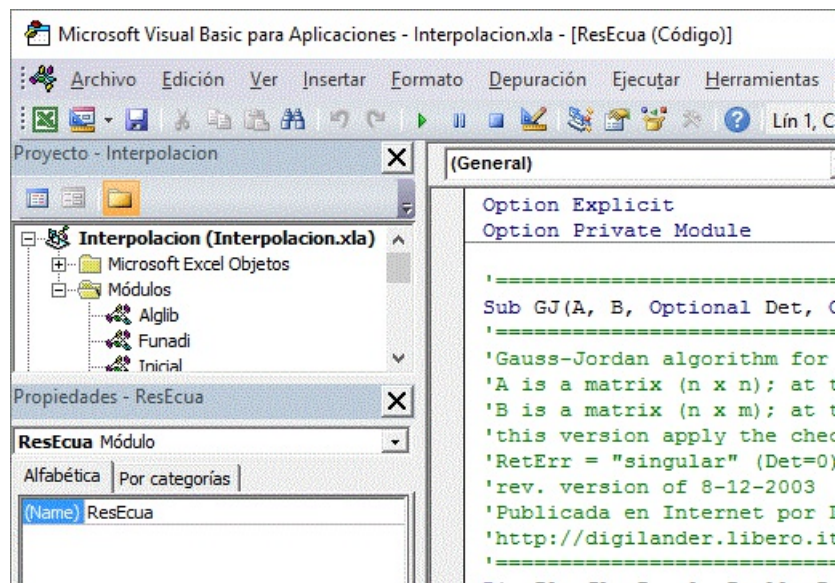 Microsoft Visual Basic para Aplicaciones - Interpolacion.xla - [ResEcua (Código)]
Archivo Edición Ver Insertar Formato Depuración Ejecutar Herramientas
Lín 1, C
Proyecto - Interpolacion
Interpolacion (Interpolacion.xla)
Microsoft Excel Objetos
Módulos
Alglib
Funadi
Inicial
Propiedades - ResEcua
ResEcua Módulo
Alfabética Por categorías
(Name) ResEcua
(General)
Option Explicit
Option Private Module
'==============================
Sub GJ(A, B, Optional Det,
'==============================
'Gauss-Jordan algorithm for
'A is a matrix (n x n); at
'B is a matrix (n x m); at
'this version apply the
'RetErr = "singular" (Det=0)
'rev. version of 8-12-2003
'Publicada en Internet por
'http://digilander.libero.it
'==============================